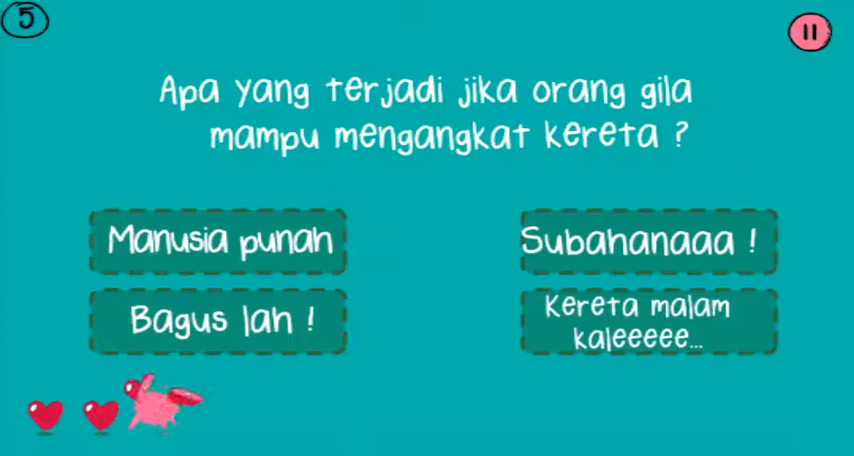 5
Apa yang terjadi jika orang gila
mampu mengangkat kereta ?
Manusia punah
Subahanaaa !
Bagus lah !
Kereta malam
kaleeeee...